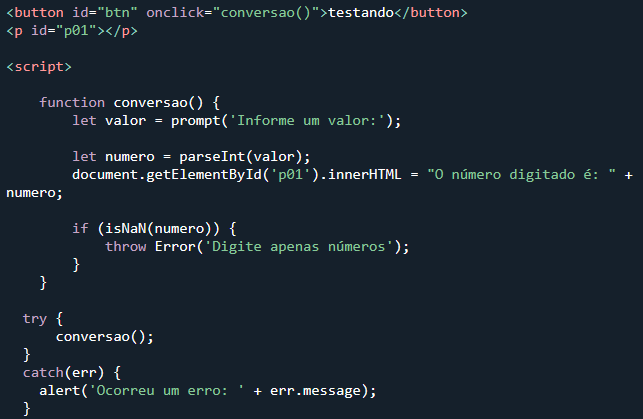 <button id="btn" onclick="conversao()">testando</button>
<p id="p01"></p>
<script>
function conversao() {
let valor = prompt('Informe um valor:');
let numero = parseInt(valor);
document.getElementById('p01').innerHTML = "O número digitado é: " +
numero;
if (isNaN(numero)) {
throw Error('Digite apenas números');
}
}
try {
conversao();
}
catch(err) {
alert('Ocorreu um erro: ' + err.message);
}